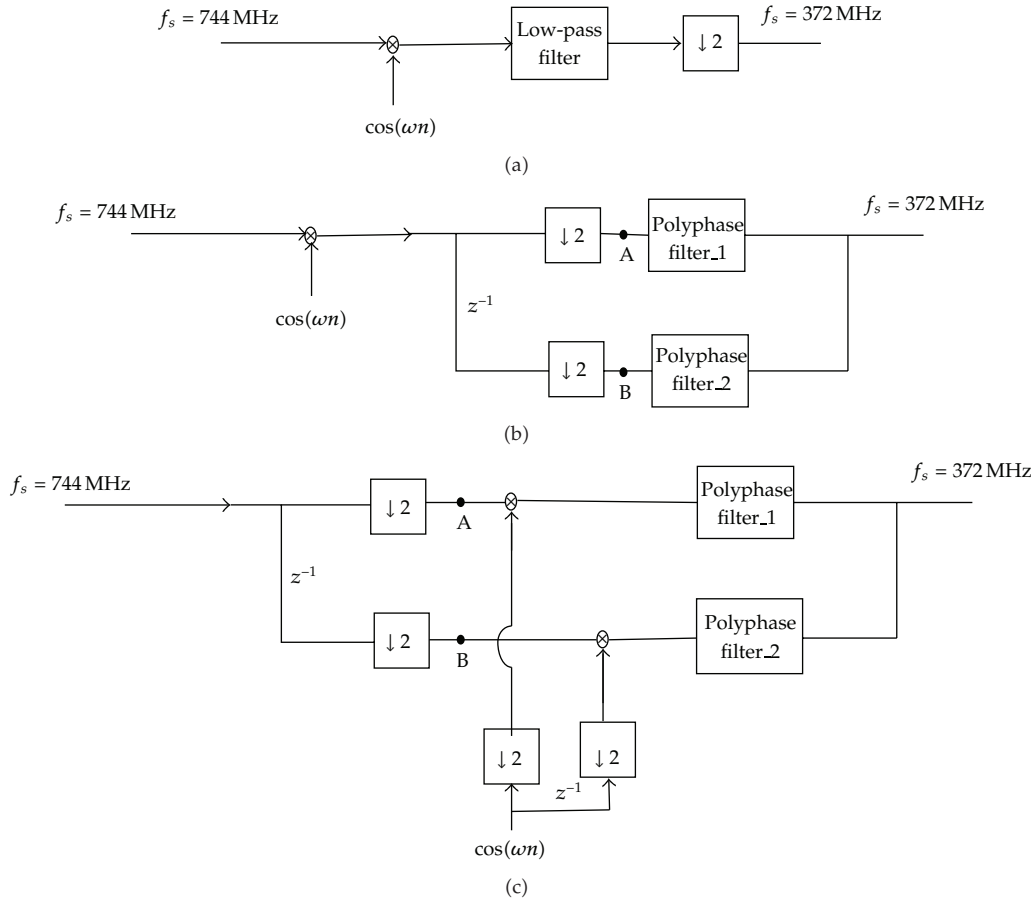 f_s = 744 MHz
f_s = 372 MHz
Low-pass
filter
↓ 2
cos(ωn)
(a)
f_s = 744 MHz
f_s = 372 MHz
↓ 2
A
Polyphase
filter_1
cos(ωn)
z⁻¹
↓ 2
B
Polyphase
filter_2
(b)
f_s = 744 MHz
f_s = 372 MHz
↓ 2
A
Polyphase
filter_1
z⁻¹
↓ 2
B
Polyphase
filter_2
↓ 2
↓ 2
z⁻¹
cos(ωn)
(c)